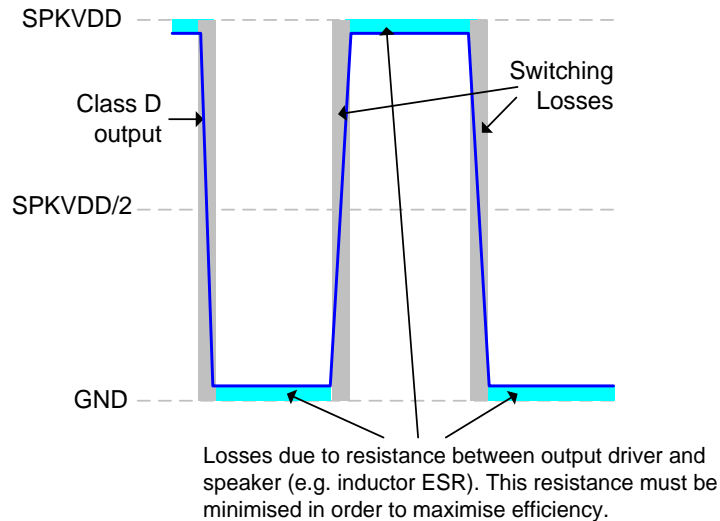 SPKVDD
Switching
Losses
Class D
output
SPKVDD/2
GND
Losses due to resistance between output driver and
speaker (e.g. inductor ESR). This resistance must be
minimised in order to maximise efficiency.